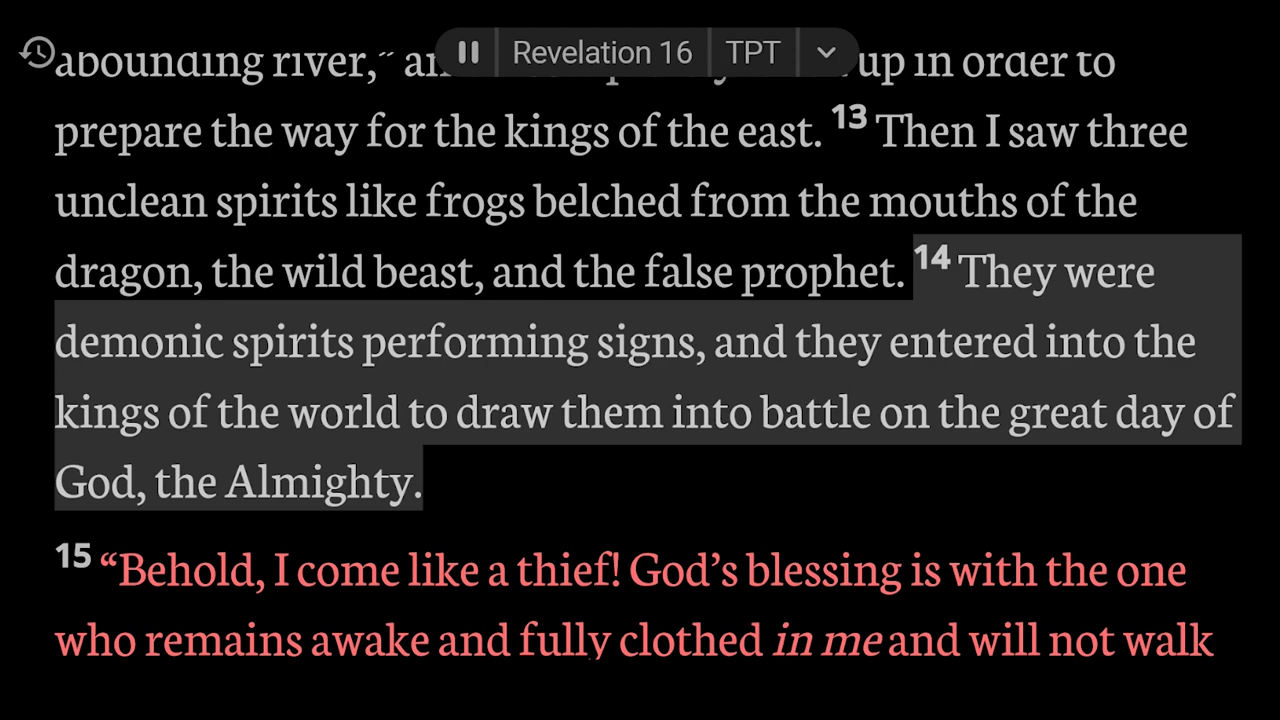 Revelation 16 TPT
abounding river,” up in order to
prepare the way for the kings of the east. 13 Then I saw three
unclean spirits like frogs belched from the mouths of the
dragon, the wild beast, and the false prophet. 14 They were
demonic spirits performing signs, and they entered into the
kings of the world to draw them into battle on the great day of
God, the Almighty.
15 “Behold, I come like a thief! God’s blessing is with the one
who remains awake and fully clothed in me and will not walk